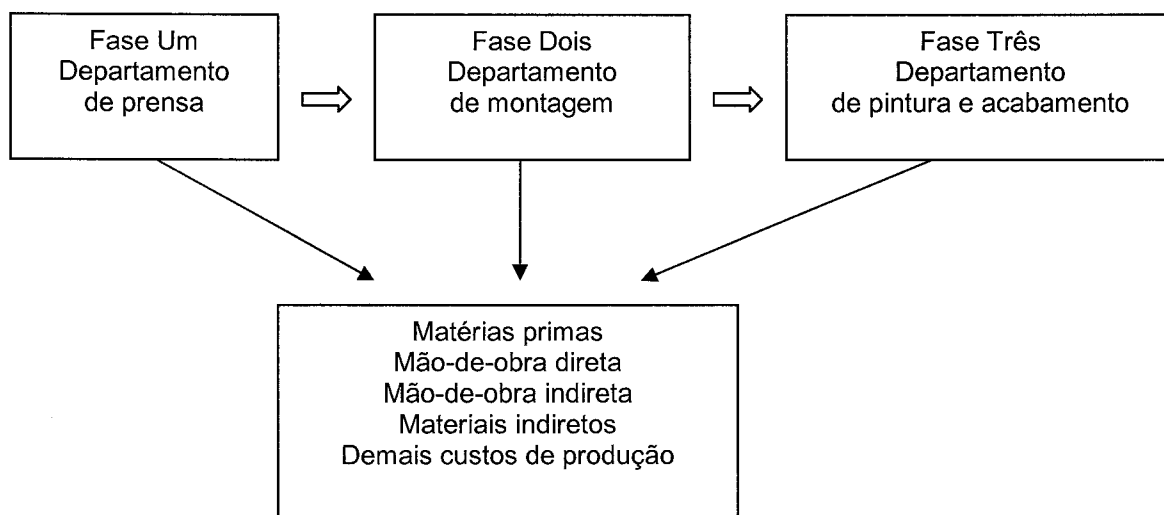 Fase Um
Departamento
de prensa
Fase Dois
Departamento
de montagem
Fase Três
Departamento
de pintura e acabamento
Matérias primas
Mão-de-obra direta
Mão-de-obra indireta
Materiais indiretos
Demais custos de produção